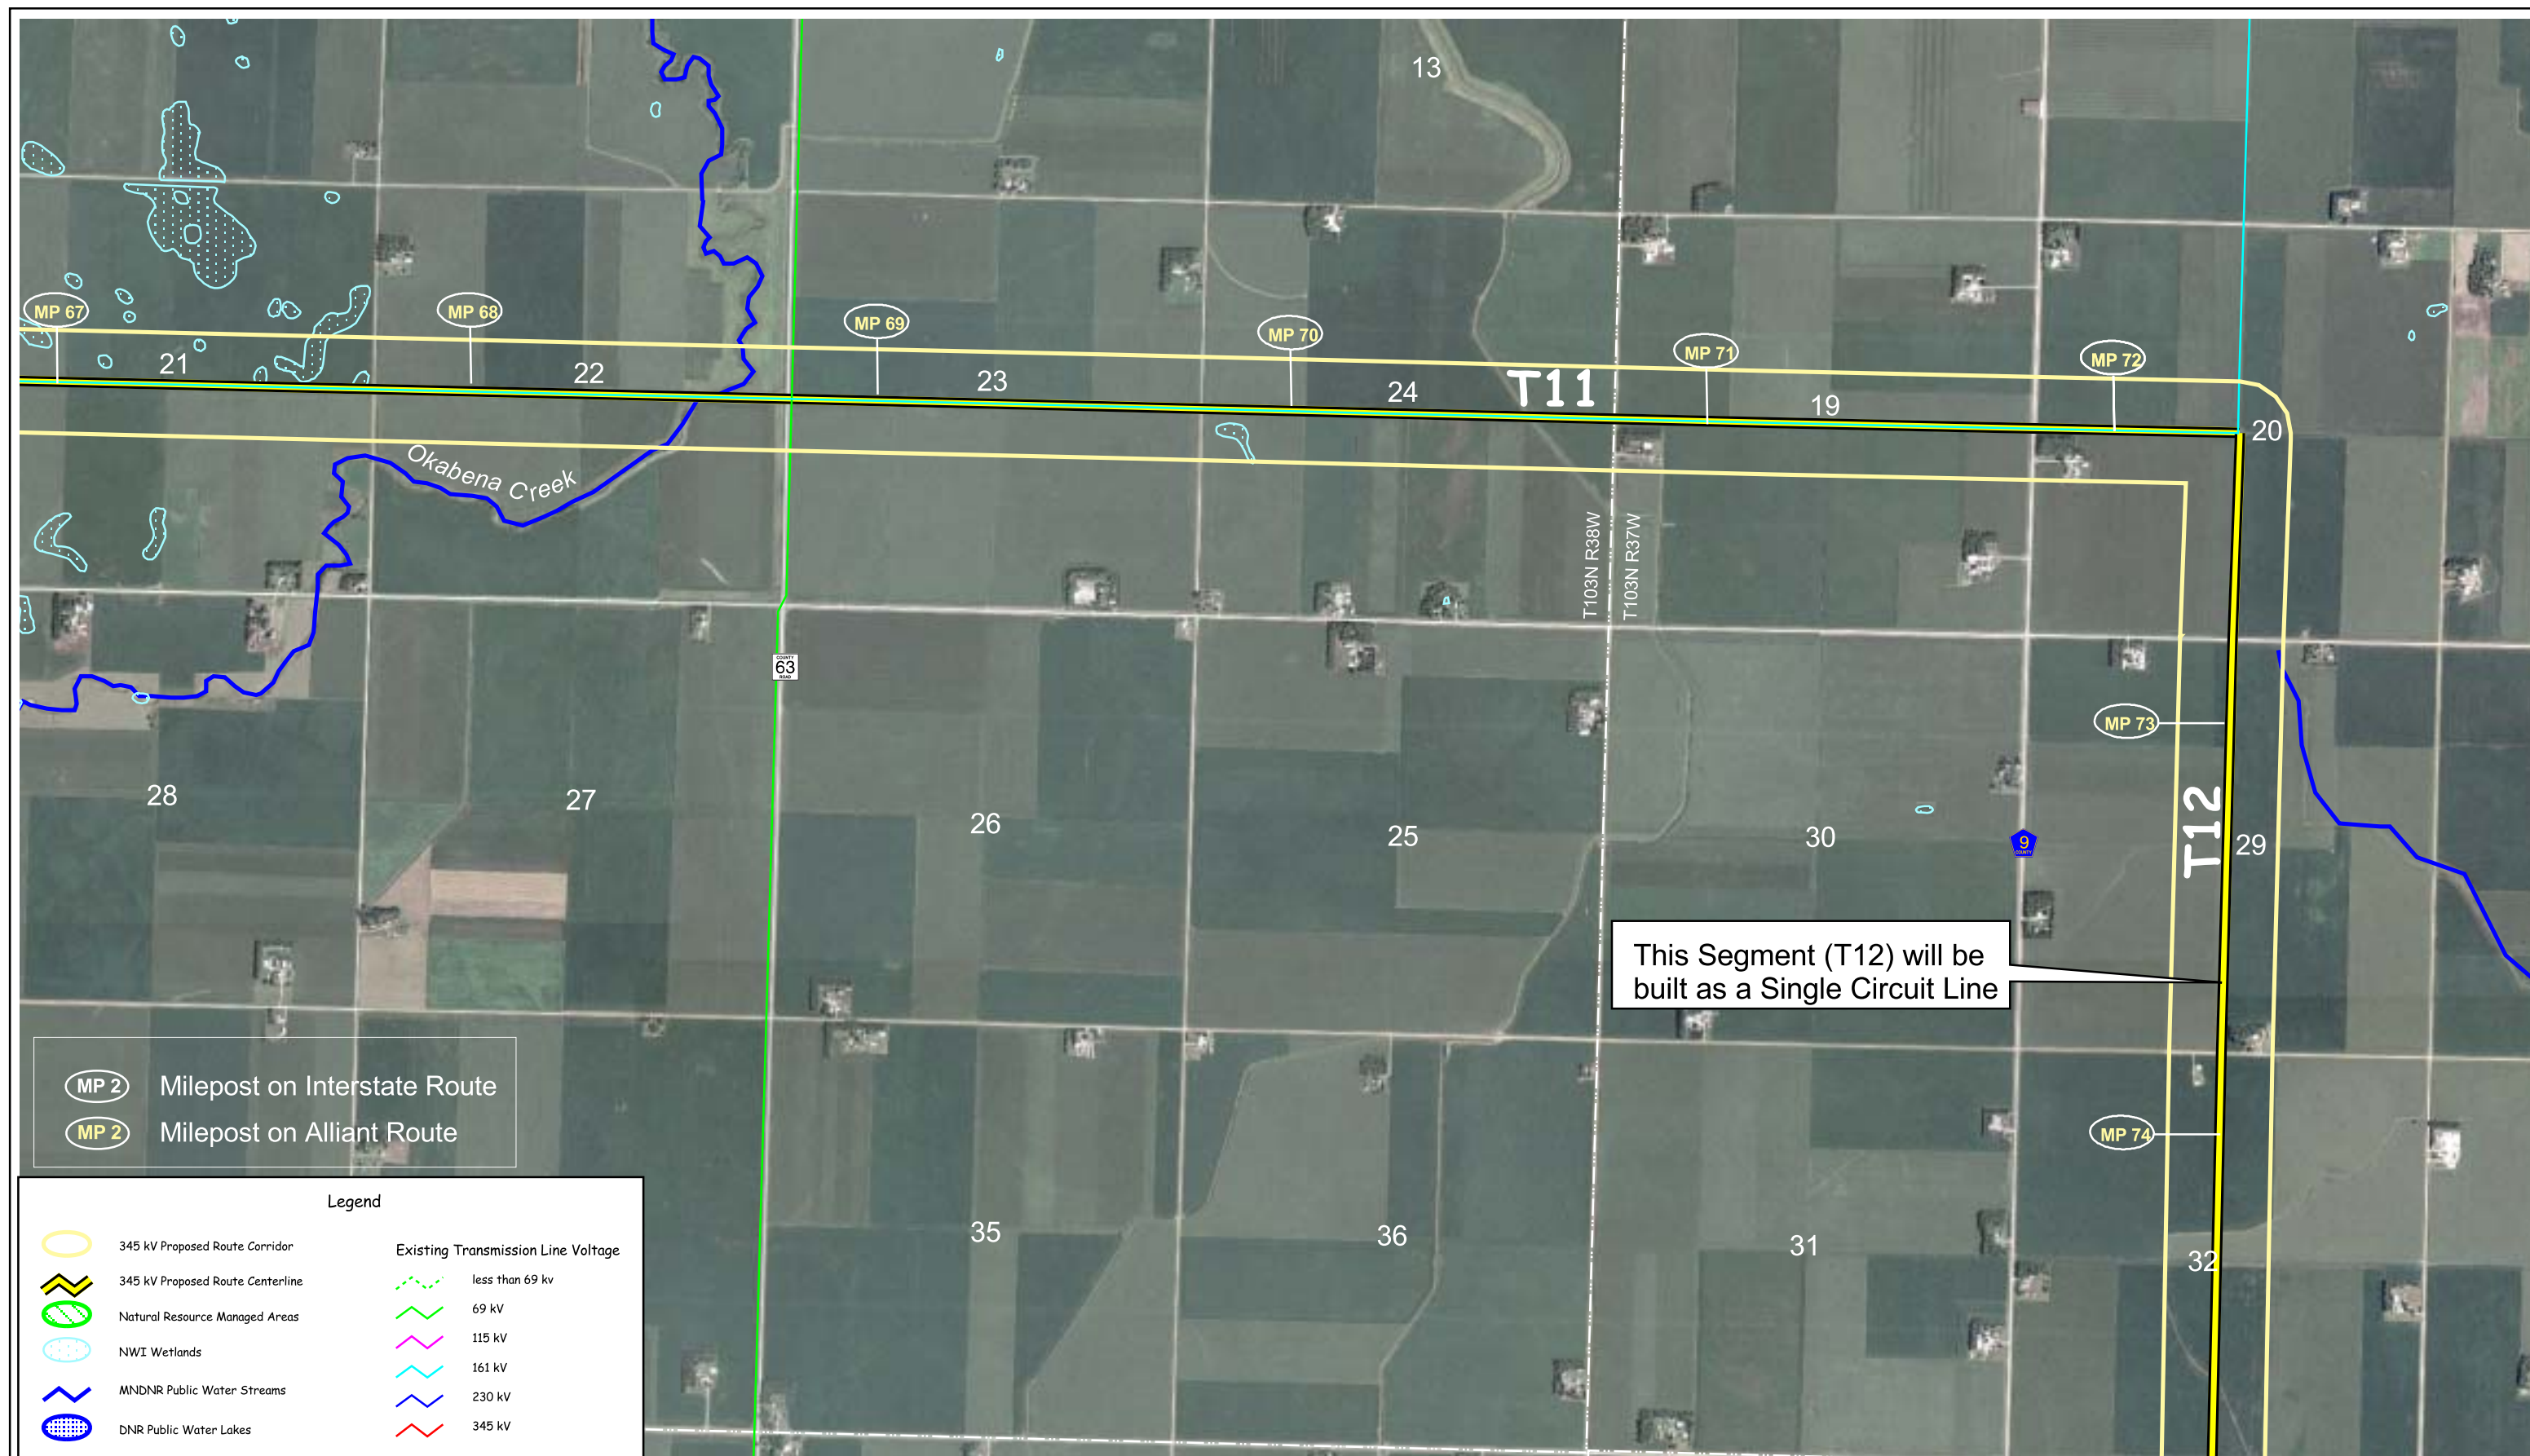 13
MP 67
MP 68
MP 69
MP 70
MP 71
MP 72
21
22
23
24
T11
19
20
Okabena Creek
T103N R38W
T103N R37W
COUNTY
63
ROAD
MP 73
28
27
26
25
30
9
COUNTY
T12
29
This Segment (T12) will be
built as a Single Circuit Line
MP 74
35
36
31
32
MP 2 Milepost on Interstate Route
MP 2 Milepost on Alliant Route
Legend
345 kV Proposed Route Corridor
345 kV Proposed Route Centerline
Natural Resource Managed Areas
NWI Wetlands
MNDNR Public Water Streams
DNR Public Water Lakes
Existing Transmission Line Voltage
less than 69 kv
69 kV
115 kV
161 kV
230 kV
345 kV